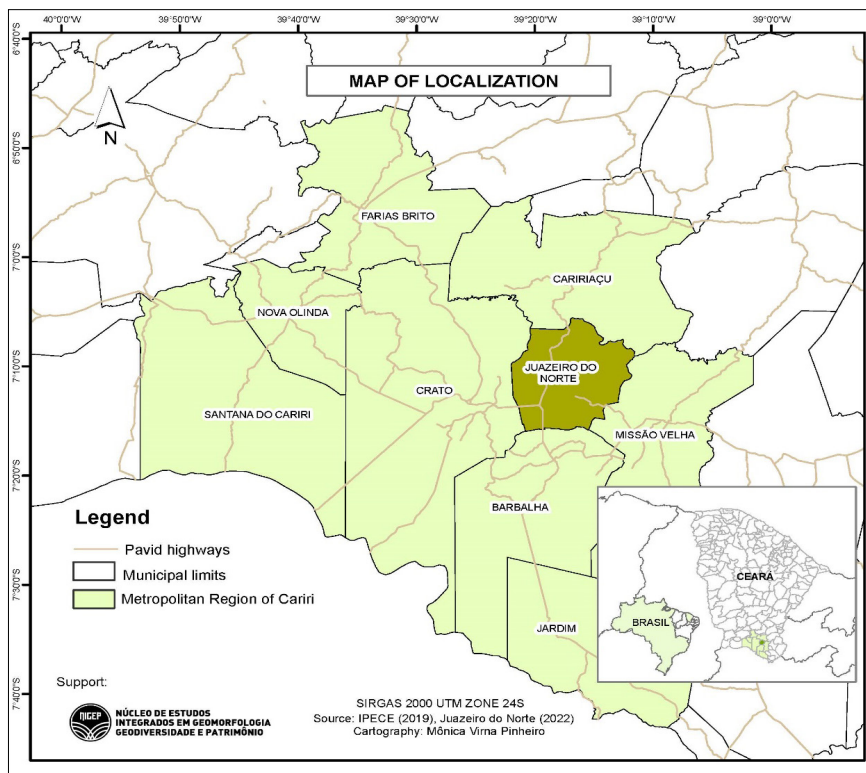 40°0'0"S 39°50'0"S 39°40'0"S 39°30'0"S 39°20'0"S 39°10'0"S 39°0'0"S
6°40'0"S
MAP OF LOCALIZATION
N
6°50'0"S
FARIAS BRITO
7°0'0"S
CARIRIAÇU
NOVA OLINDA
7°10'0"S
JUAZEIRO DO
NORTE
CRATO
SANTANA DO CARIRI
MISSÃO VELHA
7°20'0"S
BARBALHA
Legend
Pavid highways
Municipal limits
Metropolitan Region of Cariri
7°30'0"S
CEARÁ
BRASIL
JARDIM
7°40'0"S
Support:
NIGEP
NÚCLEO DE ESTUDOS
INTEGRADOS EM GEOMORFOLOGIA
GEODIVERSIDADE E PATRIMÔNIO
SIRGAS 2000 UTM ZONE 24S
Source: IPECE (2019), Juazeiro do Norte (2022)
Cartography: Mônica Virna Pinheiro